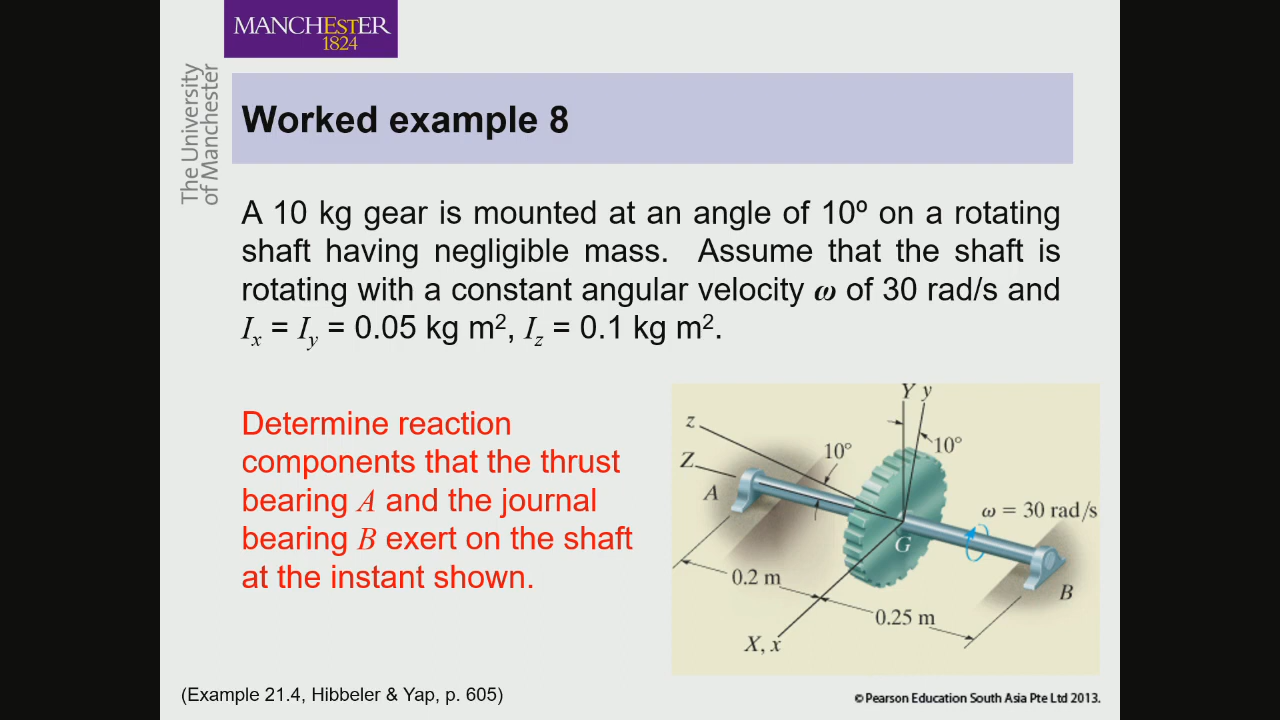 MANCHESTER
1824
The University
of Manchester
Worked example 8
A 10 kg gear is mounted at an angle of 10º on a rotating
shaft having negligible mass. Assume that the shaft is
rotating with a constant angular velocity ω of 30 rad/s and
Ix = Iy = 0.05 kg m², Iz = 0.1 kg m².
Determine reaction
components that the thrust
bearing A and the journal
bearing B exert on the shaft
at the instant shown.
Y y
z
10°
10°
Z
A
ω = 30 rad/s
G
0.2 m
B
0.25 m
X, x
(Example 21.4, Hibbeler & Yap, p. 605)
© Pearson Education South Asia Pte Ltd 2013.